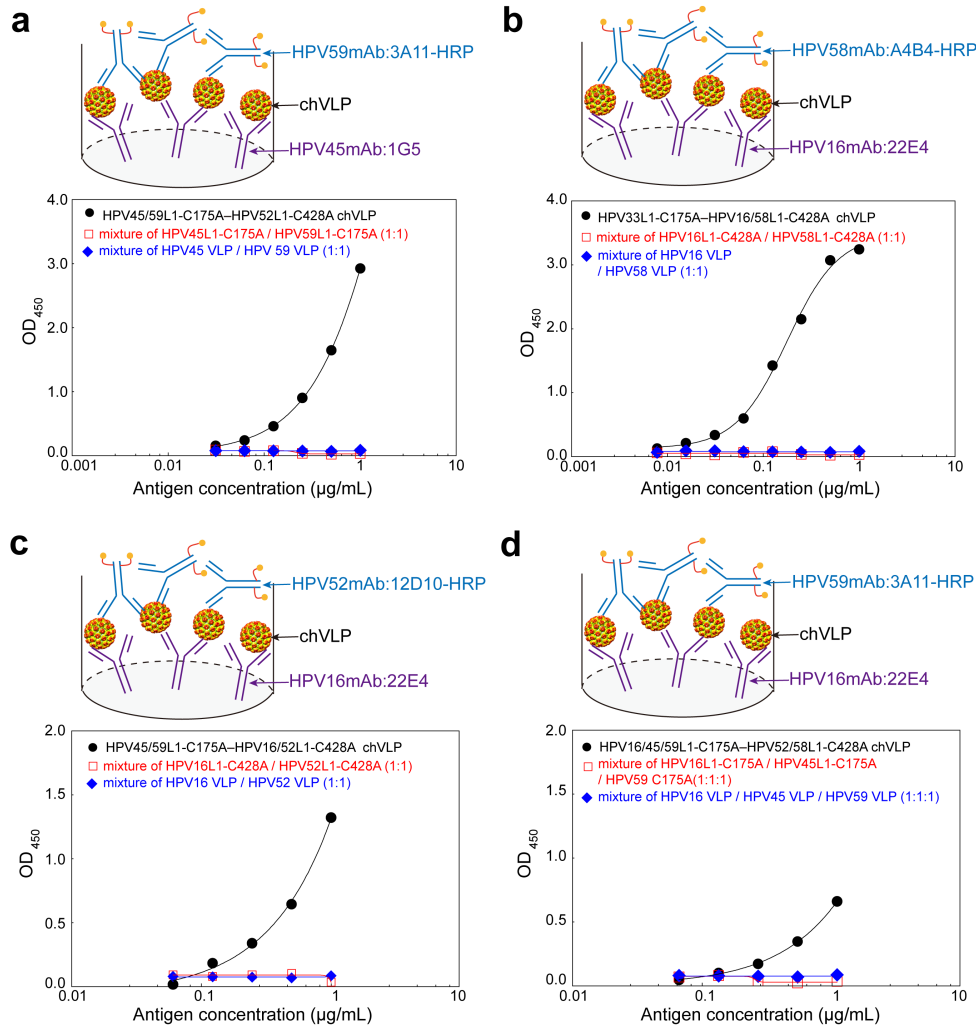 a
HPV59mAb:3A11-HRP
chVLP
HPV45mAb:1G5
4.0
3.0
2.0
1.0
0.0
OD450
HPV45/59L1-C175A–HPV52L1-C428A chVLP
mixture of HPV45L1-C175A / HPV59L1-C175A (1:1)
mixture of HPV45 VLP / HPV 59 VLP (1:1)
0.001 0.01 0.1 1 10
Antigen concentration (µg/mL)
b
HPV58mAb:A4B4-HRP
chVLP
HPV16mAb:22E4
4.0
3.0
2.0
1.0
0.0
OD450
HPV33L1-C175A–HPV16/58L1-C428A chVLP
mixture of HPV16L1-C428A / HPV58L1-C428A (1:1)
mixture of HPV16 VLP
/ HPV58 VLP (1:1)
0.001 0.01 0.1 1 10
Antigen concentration (µg/mL)
c
HPV52mAb:12D10-HRP
chVLP
HPV16mAb:22E4
2.0
1.5
1.0
0.5
0.0
OD450
HPV45/59L1-C175A–HPV16/52L1-C428A chVLP
mixture of HPV16L1-C428A / HPV52L1-C428A (1:1)
mixture of HPV16 VLP / HPV52 VLP (1:1)
0.01 0.1 1 10
Antigen concentration (µg/mL)
d
HPV59mAb:3A11-HRP
chVLP
HPV16mAb:22E4
2.0
1.5
1.0
0.5
0.0
OD450
HPV16/45/59L1-C175A–HPV52/58L1-C428A chVLP
mixture of HPV16L1-C175A / HPV45L1-C175A
/ HPV59 C175A(1:1:1)
mixture of HPV16 VLP / HPV45 VLP / HPV59 VLP (1:1:1)
0.01 0.1 1 10
Antigen concentration (µg/mL)